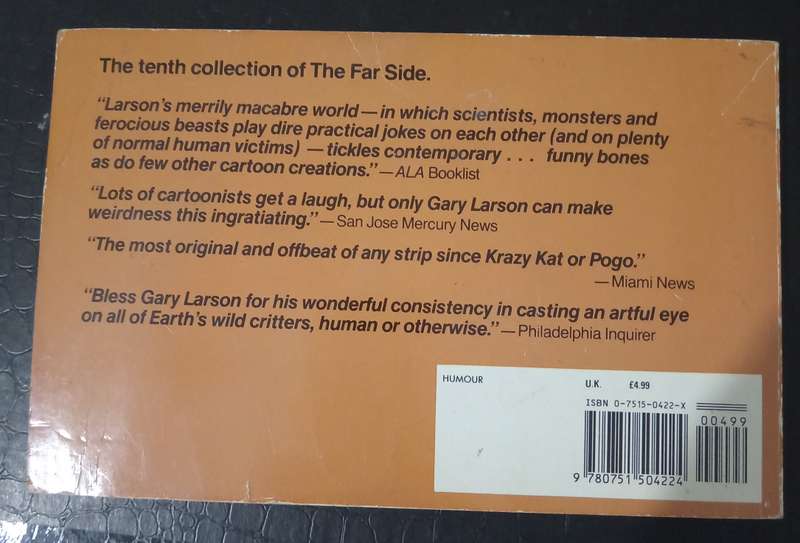 The tenth collection of The Far Side.
“Larson’s merrily macabre world — in which scientists, monsters and
ferocious beasts play dire practical jokes on each other (and on plenty
of normal human victims) — tickles contemporary . . . funny bones
as do few other cartoon creations.” — ALA Booklist
“Lots of cartoonists get a laugh, but only Gary Larson can make
weirdness this ingratiating.” — San Jose Mercury News
“The most original and offbeat of any strip since Krazy Kat or Pogo.”
— Miami News
“Bless Gary Larson for his wonderful consistency in casting an artful eye
on all of Earth’s wild critters, human or otherwise.” — Philadelphia Inquirer
HUMOUR
U.K. £4.99
ISBN 0-7515-0422-X
00499
9 780751 504224